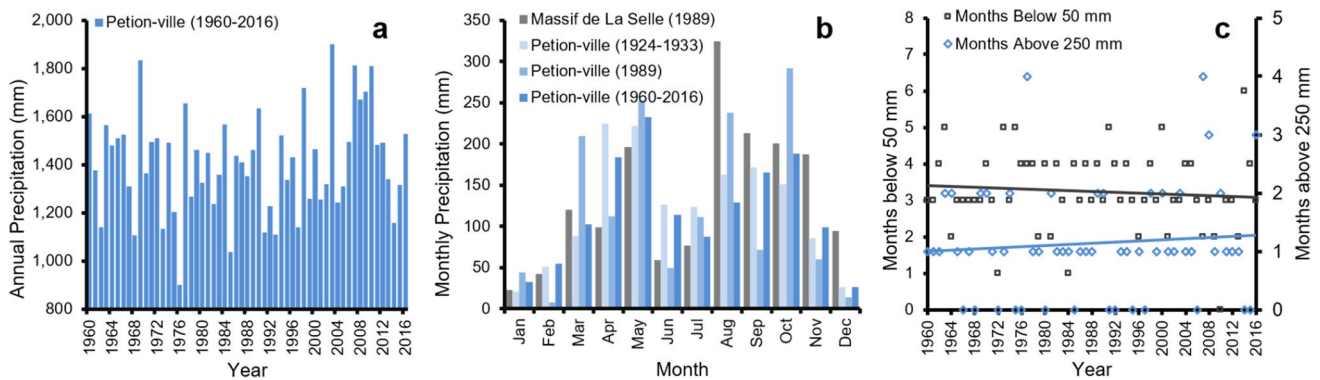 a
Petion-ville (1960-2016)
Annual Precipitation (mm)
2,000
1,800
1,600
1,400
1,200
1,000
800
1960
1964
1968
1972
1976
1980
1984
1988
1992
1996
2000
2004
2008
2012
2016
Year
b
Massif de La Selle (1989)
Petion-ville (1924-1933)
Petion-ville (1989)
Petion-ville (1960-2016)
Monthly Precipitation (mm)
350
300
250
200
150
100
50
0
Jan
Feb
Mar
Apr
May
Jun
Jul
Aug
Sep
Oct
Nov
Dec
Month
c
Months Below 50 mm
Months Above 250 mm
Months below 50 mm
8
7
6
5
4
3
2
1
0
1960
1964
1968
1972
1976
1980
1984
1988
1992
1996
2000
2004
2008
2012
2016
Year
5
4
3
2
1
0
Months above 250 mm